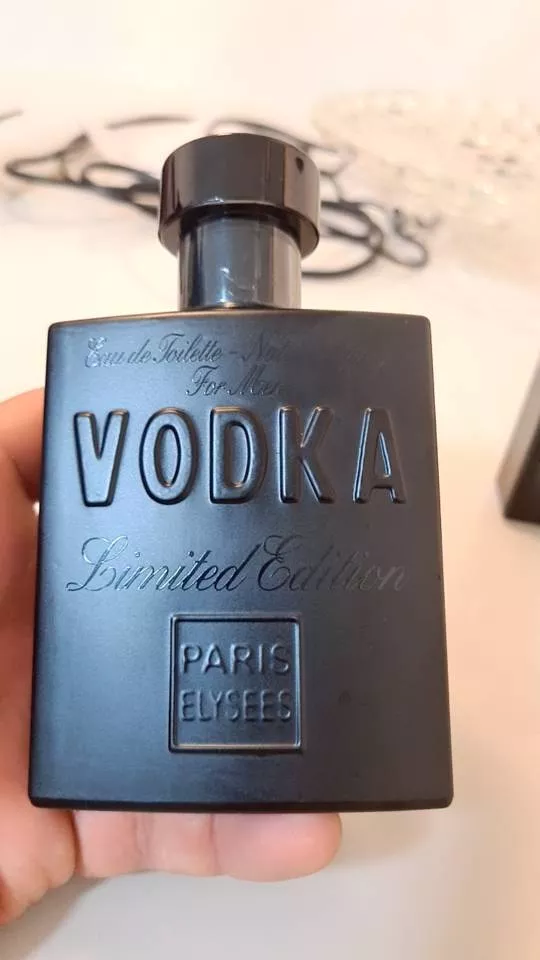 Eau de Toilette -
For Men
VODKA
Limited Edition
PARIS
ELYSEES